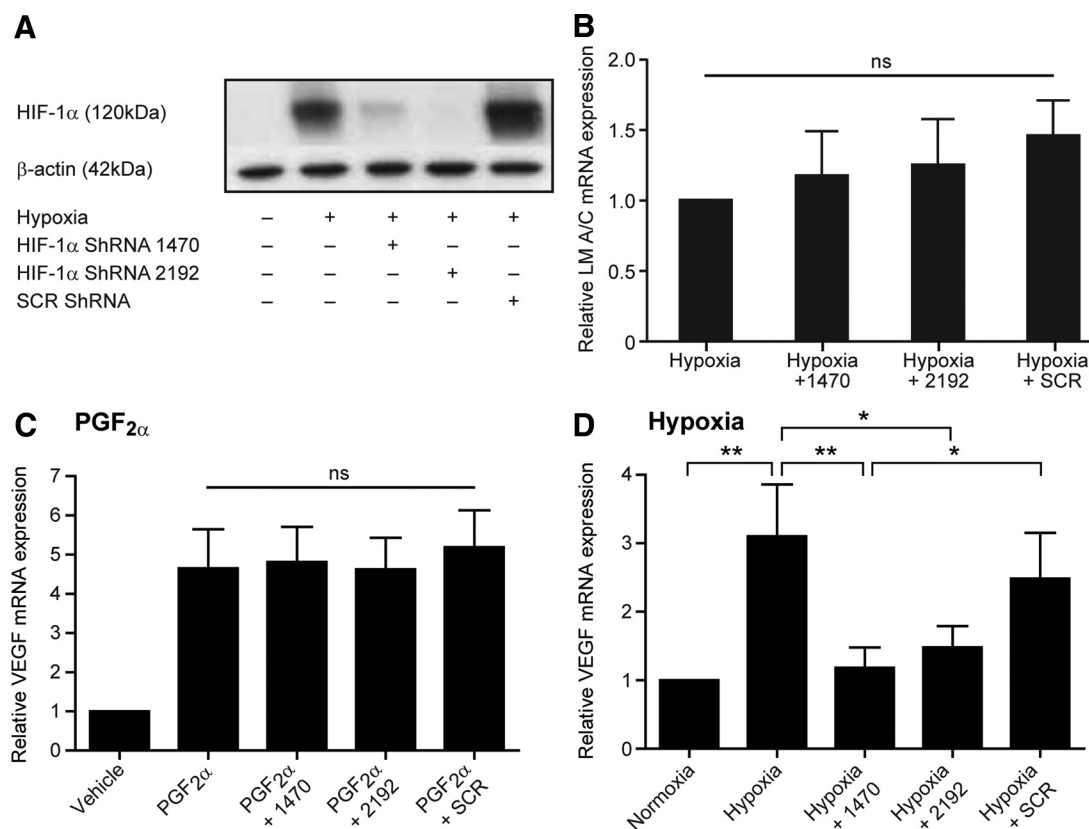 A
HIF-1α (120kDa)
β-actin (42kDa)
Hypoxia – + + + +
HIF-1α ShRNA 1470 – – + – –
HIF-1α ShRNA 2192 – – – + –
SCR ShRNA – – – – +
B
Relative LM A/C mRNA expression
2.0
1.5
1.0
0.5
0
ns
Hypoxia
Hypoxia
+1470
Hypoxia
+ 2192
Hypoxia
+ SCR
C PGF2α
Relative VEGF mRNA expression
7
6
5
4
3
2
1
0
ns
Vehicle
PGF2α
PGF2α
+ 1470
PGF2α
+ 2192
PGF2α
+ SCR
D Hypoxia
Relative VEGF mRNA expression
4
3
2
1
0
*
** ** *
Normoxia
Hypoxia
Hypoxia
+ 1470
Hypoxia
+ 2192
Hypoxia
+ SCR